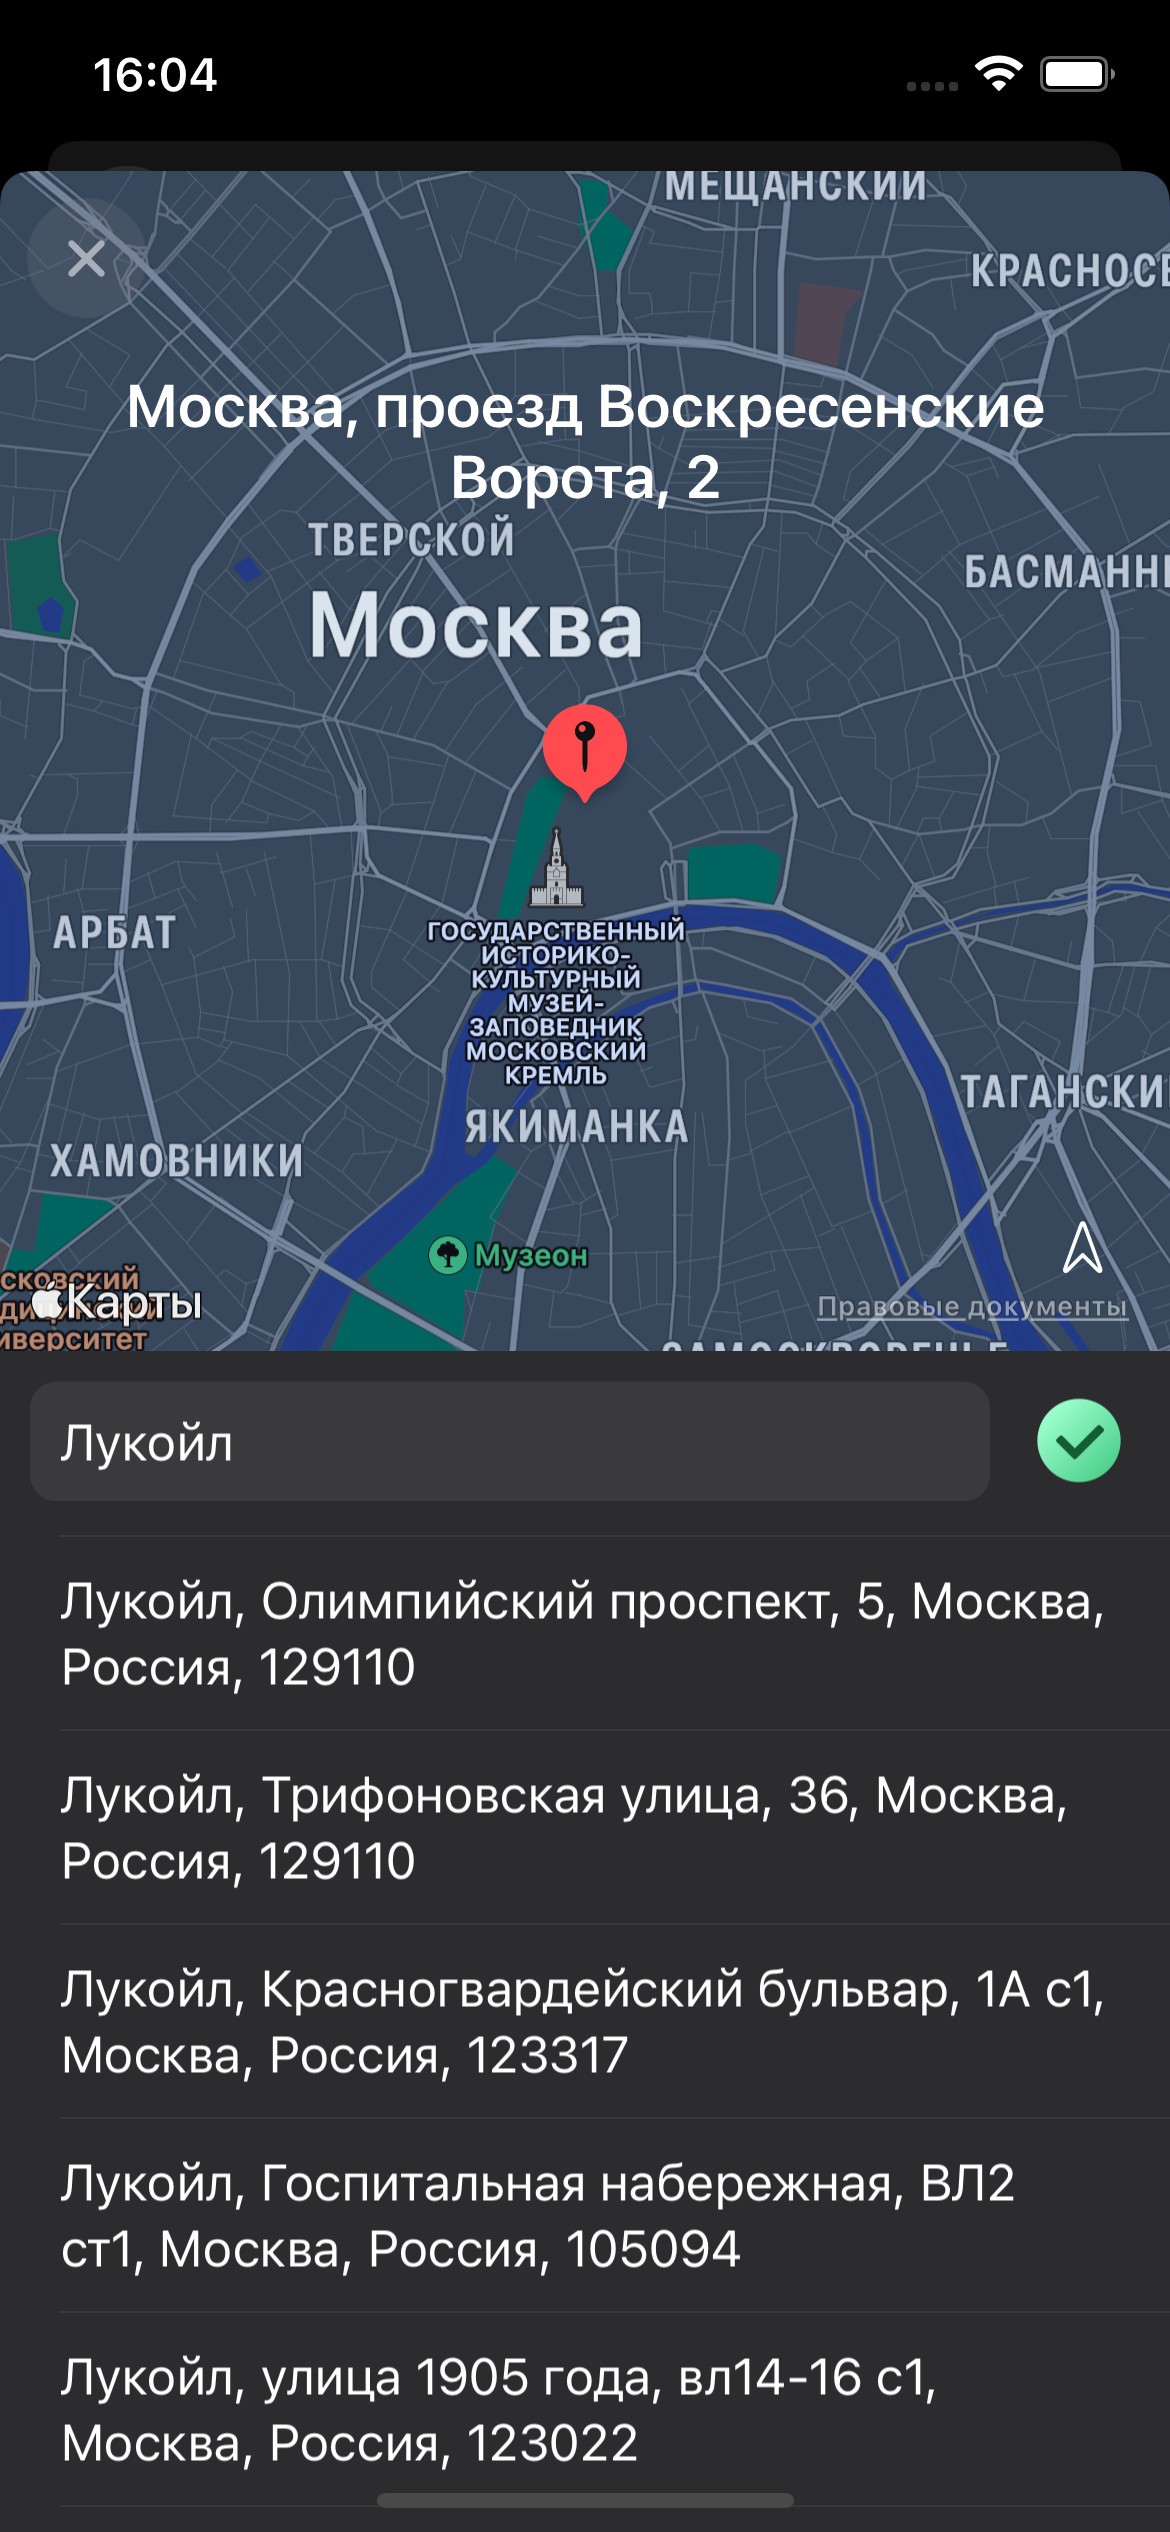 16:04
МЕЩАНСКИЙ
КРАСНОСЕ
Москва, проезд Воскресенские
Ворота, 2
ТВЕРСКОЙ
БАСМАНН
Москва
АРБАТ
ГОСУДАРСТВЕННЫЙ
ИСТОРИКО-
КУЛЬТУРНЫЙ
МУЗЕЙ-
ЗАПОВЕДНИК
МОСКОВСКИЙ
КРЕМЛЬ
ТАГАНСКИ
ЯКИМАНКА
ХАМОВНИКИ
Музеон
сковский
иверситет
Карты
Правовые документы
Лукойл
Лукойл, Олимпийский проспект, 5, Москва,
Россия, 129110
Лукойл, Трифоновская улица, 36, Москва,
Россия, 129110
Лукойл, Красногвардейский бульвар, 1А с1,
Москва, Россия, 123317
Лукойл, Госпитальная набережная, ВЛ2
ст1, Москва, Россия, 105094
Лукойл, улица 1905 года, вл14-16 с1,
Москва, Россия, 123022